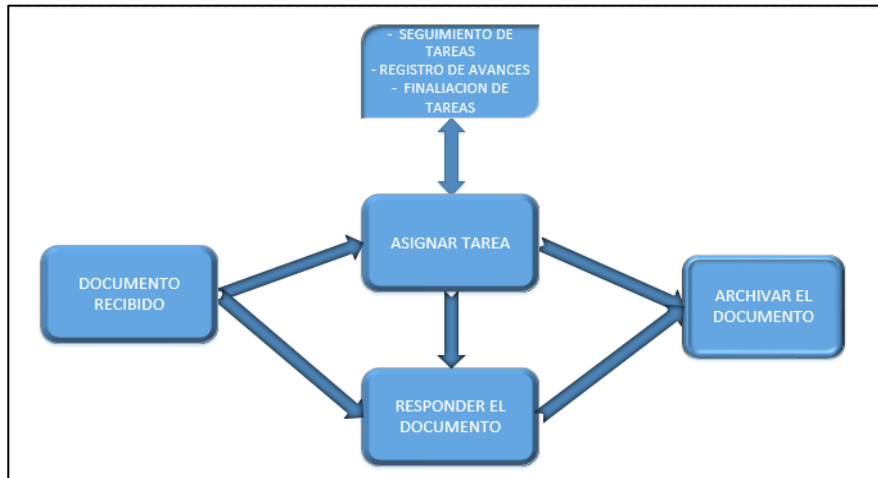 - SEGUIMIENTO DE
TAREAS
- REGISTRO DE AVANCES
- FINALIACION DE
TAREAS
ASIGNAR TAREA
DOCUMENTO
RECIBIDO
ARCHIVAR EL
DOCUMENTO
RESPONDER EL
DOCUMENTO